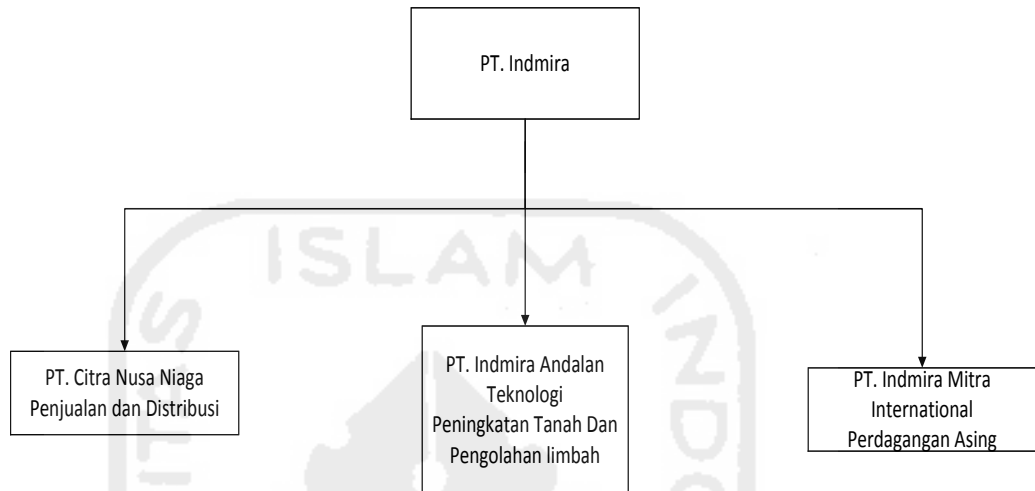 PT. Indmira
PT. Citra Nusa Niaga
Penjualan dan Distribusi
PT. Indmira Andalan
Teknologi
Peningkatan Tanah Dan
Pengolahan limbah
PT. Indmira Mitra
International
Perdagangan Asing
ISLAM